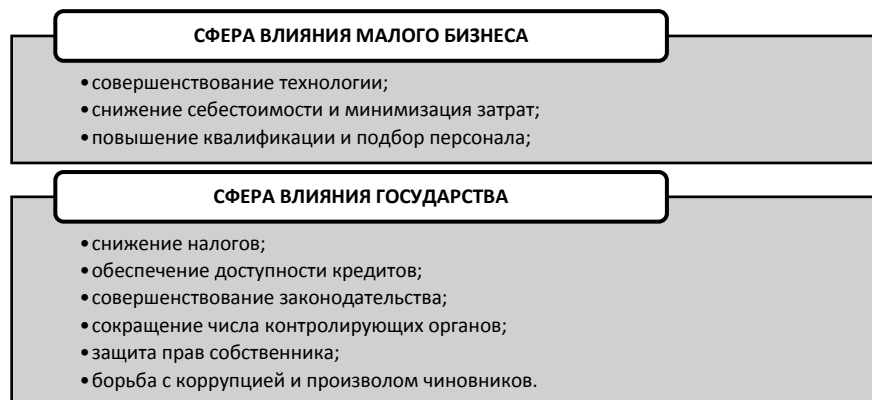 СФЕРА ВЛИЯНИЯ МАЛОГО БИЗНЕСА
•совершенствование технологии;
•снижение себестоимости и минимизация затрат;
•повышение квалификации и подбор персонала;
СФЕРА ВЛИЯНИЯ ГОСУДАРСТВА
•снижение налогов;
•обеспечение доступности кредитов;
•совершенствование законодательства;
•сокращение числа контролирующих органов;
•защита прав собственника;
•борьба с коррупцией и произволом чиновников.